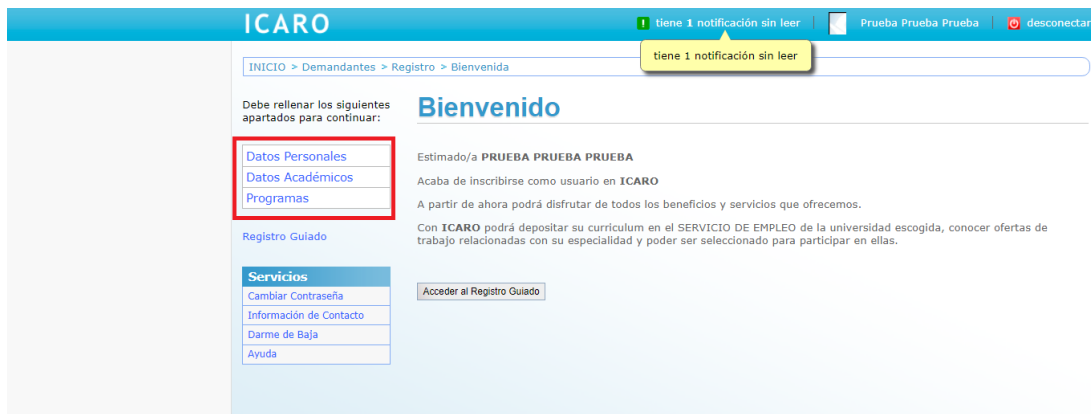 ICARO
tiene 1 notificación sin leer
Prueba Prueba Prueba
desconectar
tiene 1 notificación sin leer
INICIO > Demandantes > Registro > Bienvenida
Debe rellenar los siguientes
apartados para continuar:
Datos Personales
Datos Académicos
Programas
Registro Guiado
Servicios
Cambiar Contraseña
Información de Contacto
Darme de Baja
Ayuda
Bienvenido
Estimado/a PRUEBA PRUEBA PRUEBA
Acaba de inscribirse como usuario en ICARO
A partir de ahora podrá disfrutar de todos los beneficios y servicios que ofrecemos.
Con ICARO podrá depositar su curriculum en el SERVICIO DE EMPLEO de la universidad escogida, conocer ofertas de
trabajo relacionadas con su especialidad y poder ser seleccionado para participar en ellas.
Acceder al Registro Guiado